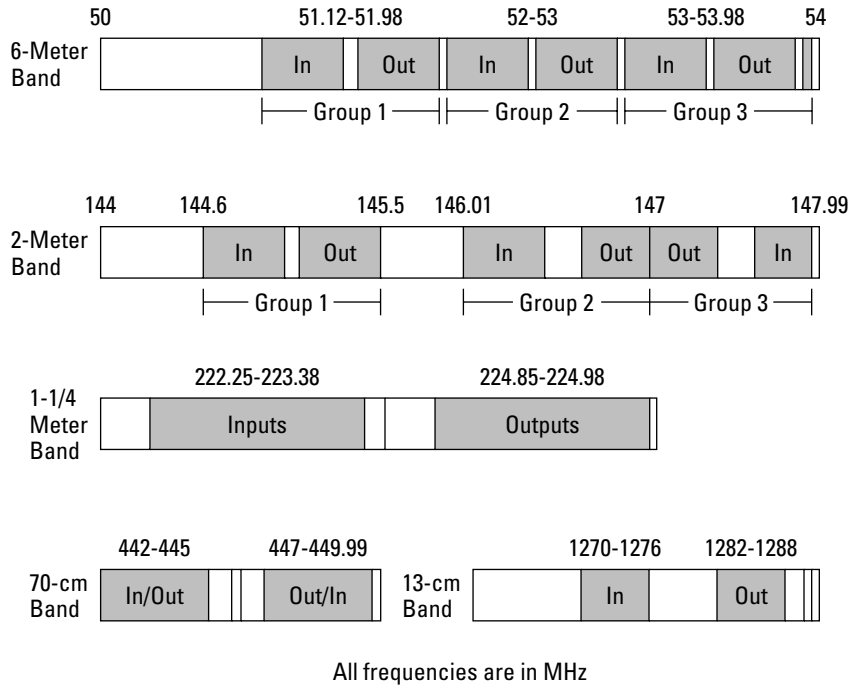 50 51.12-51.98 52-53 53-53.98 54
6-Meter
Band
In Out In Out In Out
Group 1 Group 2 Group 3
144 144.6 145.5 146.01 147 147.99
2-Meter
Band
In Out In Out Out In
Group 1 Group 2 Group 3
222.25-223.38 224.85-224.98
1-1/4
Meter
Band
Inputs Outputs
442-445 447-449.99 1270-1276 1282-1288
70-cm
Band
In/Out Out/In
13-cm
Band
In Out
All frequencies are in MHz